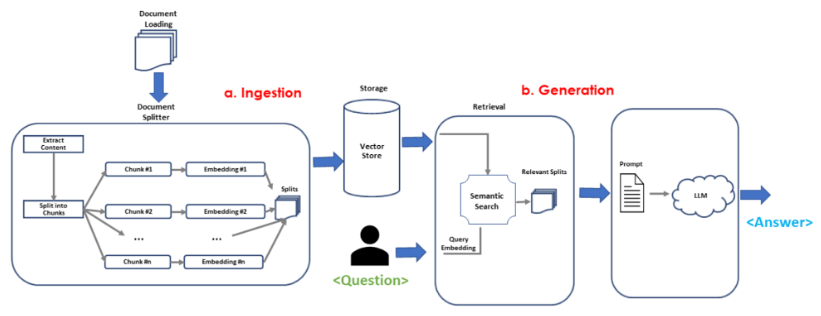 Document
Loading
a. Ingestion
Document
Splitter
Extract
Content
Split into
Chunks
Chunk #1
Embedding #1
Chunk #2
Embedding #2
...
...
Chunk #n
Embedding #n
Splits
Storage
Vector
Store
<Question>
b. Generation
Retrieval
Semantic
Search
Relevant Splits
Query
Embedding
Prompt
LLM
<Answer>